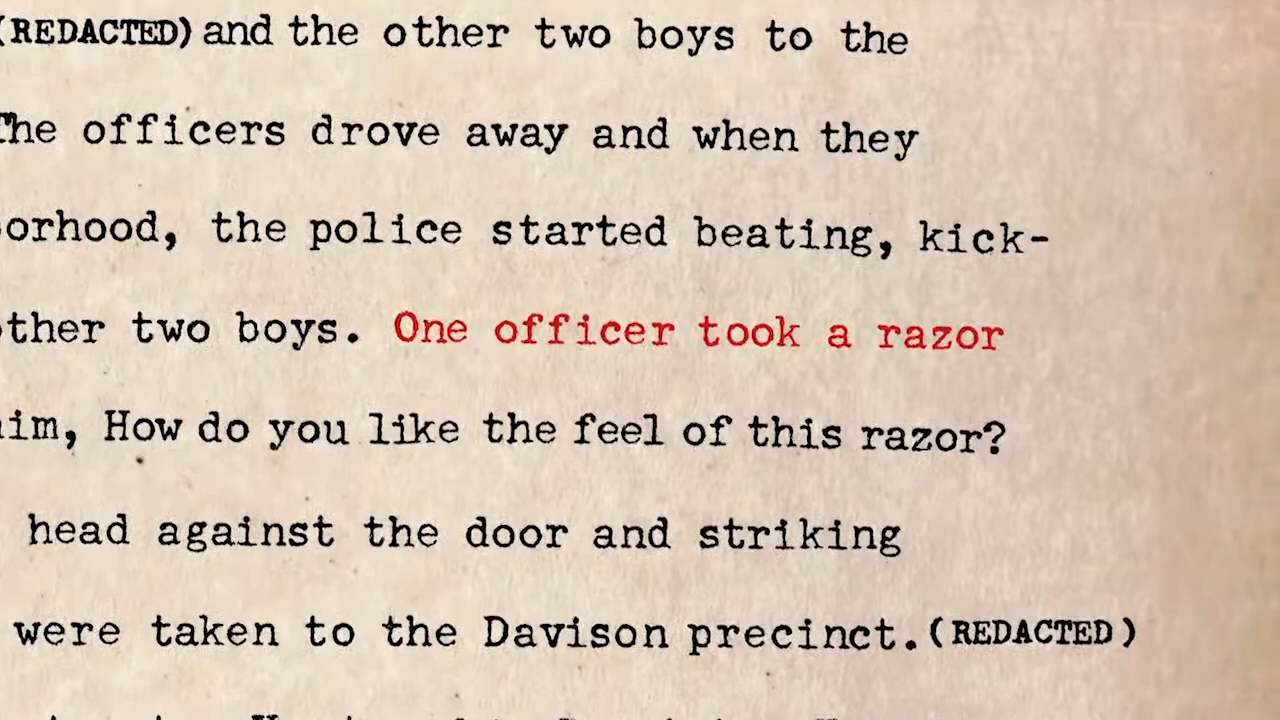 (REDACTED) and the other two boys to the
The officers drove away and when they
orhood, the police started beating, kick-
ther two boys. One officer took a razor
im, How do you like the feel of this razor?
head against the door and striking
were taken to the Davison precinct. (REDACTED)